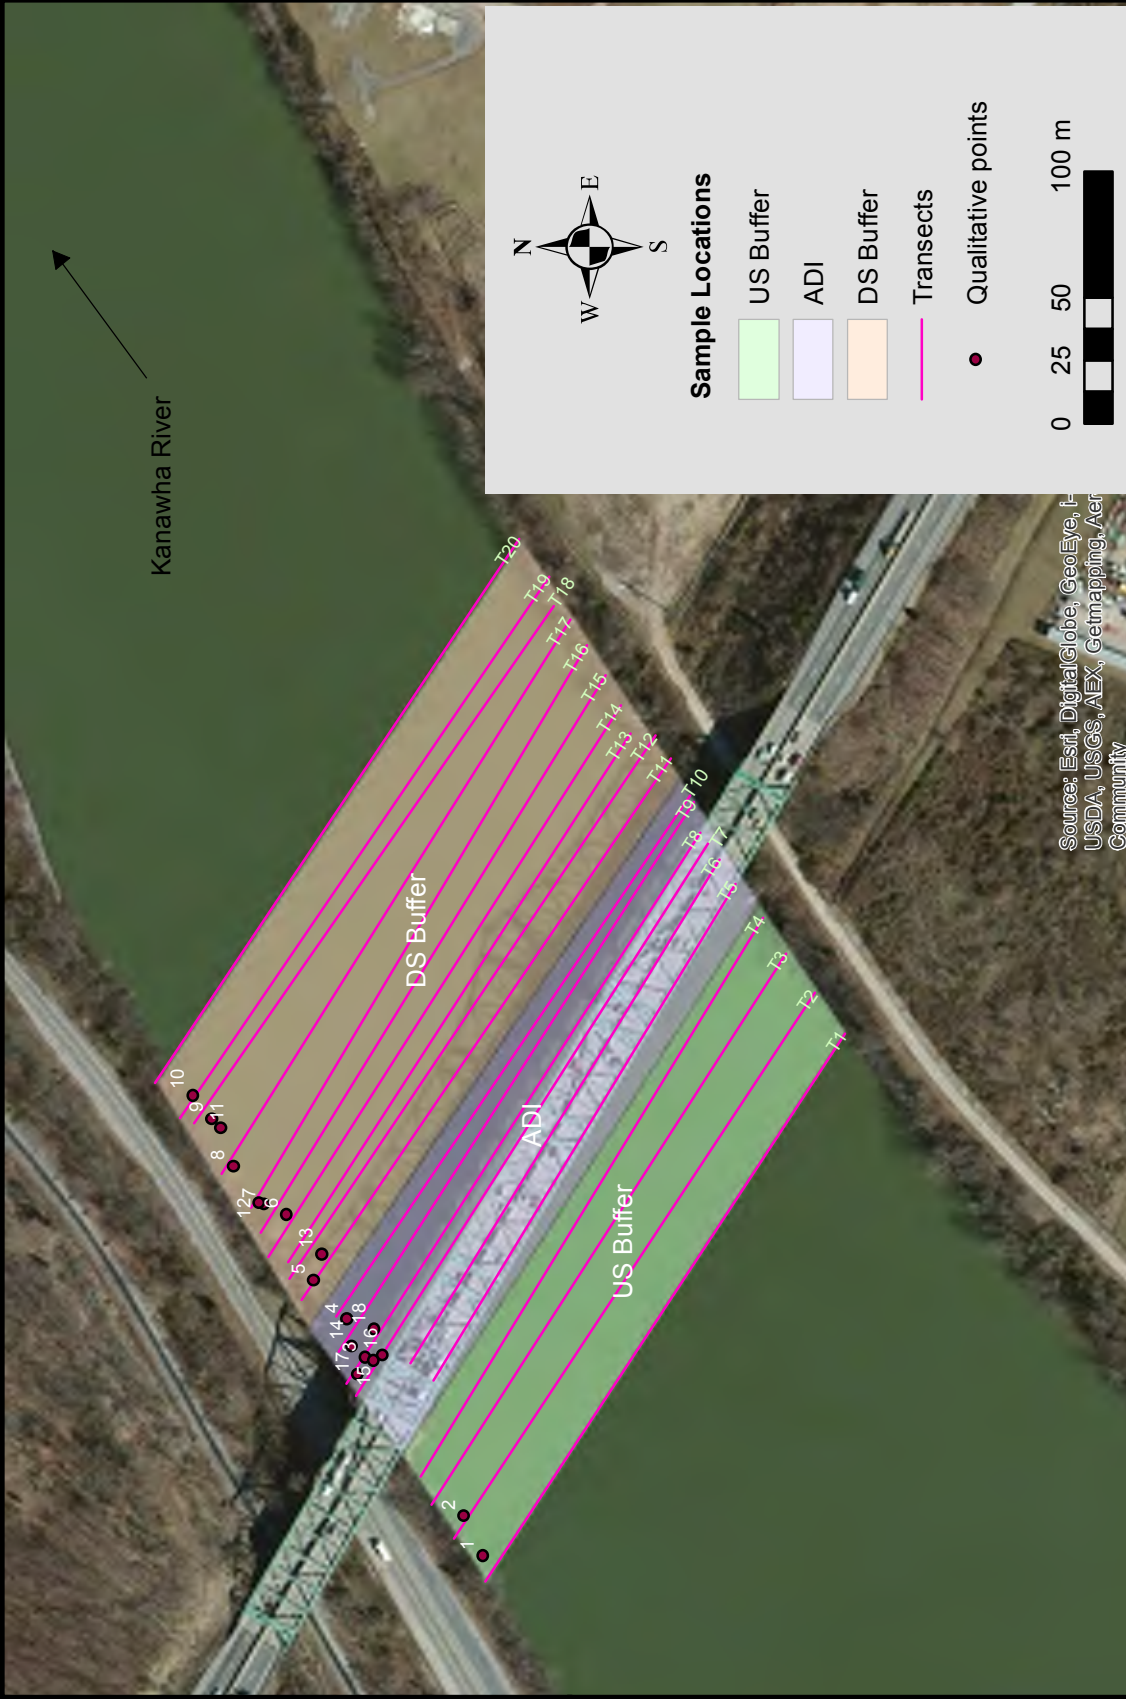 Kanawha River
N
W E
S
Sample Locations
US Buffer
ADI
DS Buffer
Transects
Qualitative points
0 25 50 100 m
DS Buffer
ADI
US Buffer
T20
T19
T18
T17
T16
T15
T14
T13
T12
T11
T10
T9
T8
T7
T6
T5
T4
T3
T2
T1
10
9
11
8
127
6
13
5
4
14
18
3
17
16
15
2
1
Source: Esri, DigitalGlobe, GeoEye, i-
USDA, USGS, AEX, Getmapping, Aer
Community